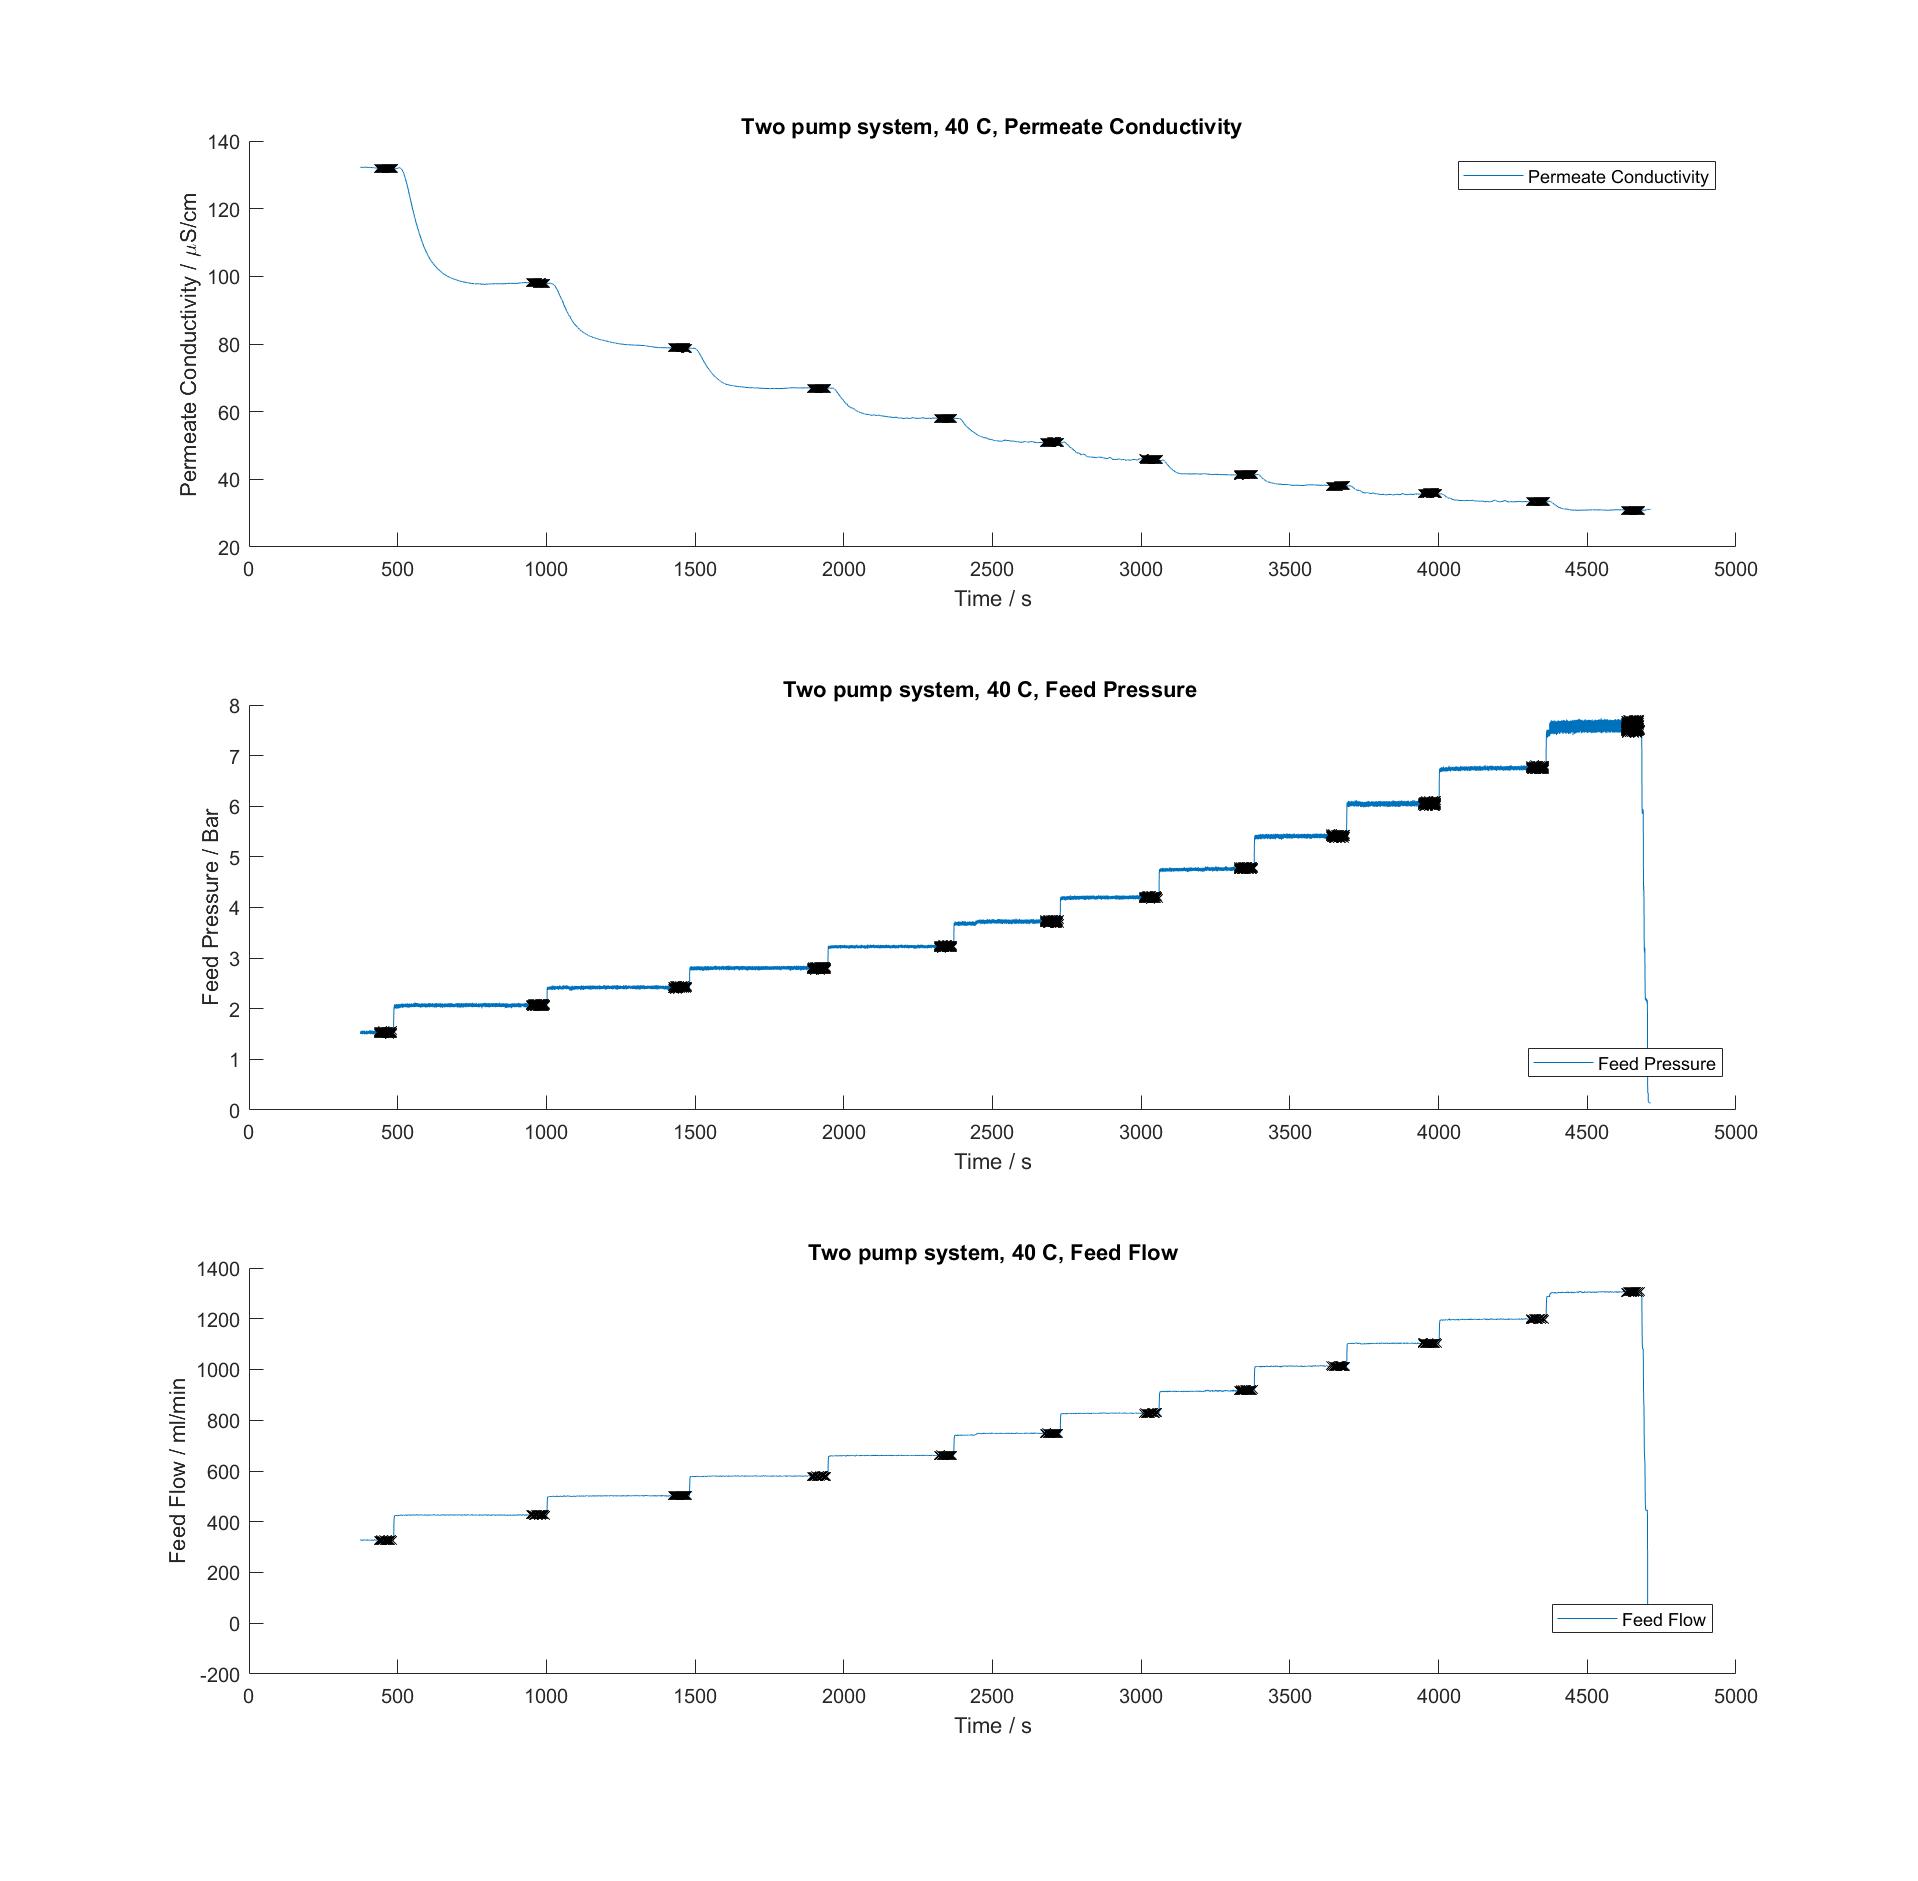 Two pump system, 40 C, Permeate Conductivity
140
120
100
80
60
40
20
Permeate Conductivity / μS/cm
Permeate Conductivity
0 500 1000 1500 2000 2500 3000 3500 4000 4500 5000
Time / s
Two pump system, 40 C, Feed Pressure
8
7
6
5
4
3
2
1
0
Feed Pressure / Bar
Feed Pressure
0 500 1000 1500 2000 2500 3000 3500 4000 4500 5000
Time / s
Two pump system, 40 C, Feed Flow
1400
1200
1000
800
600
400
200
0
-200
Feed Flow / ml/min
Feed Flow
0 500 1000 1500 2000 2500 3000 3500 4000 4500 5000
Time / s